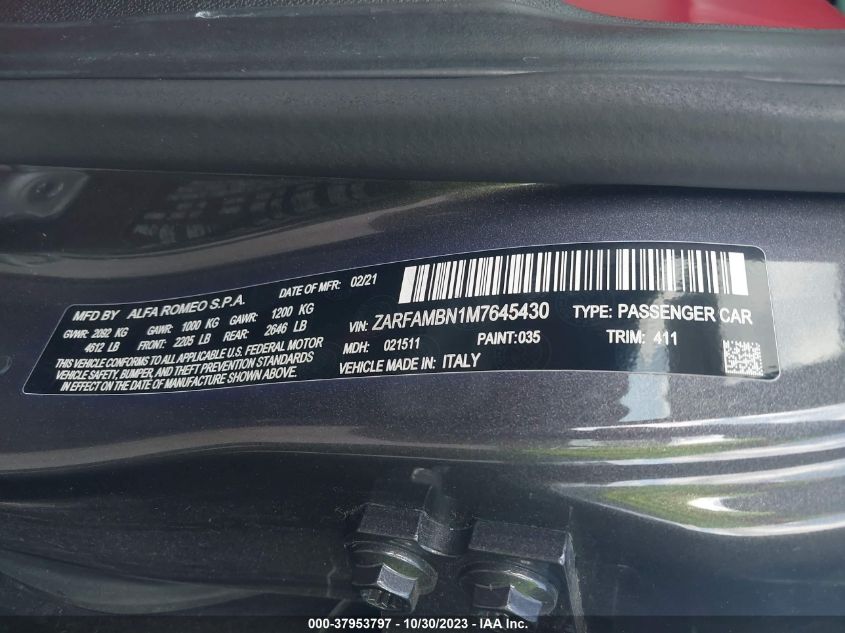 MFD BY ALFA ROMEO S.P.A. DATE OF MFR: 02/21
GVWR: 2092 KG GAWR: 1000 KG GAWR: 1200 KG
4612 LB FRONT: 2205 LB REAR: 2646 LB
THIS VEHICLE CONFORMS TO ALL APPLICABLE U.S. FEDERAL MOTOR
VEHICLE SAFETY, BUMPER, AND THEFT PREVENTION STANDARDS
IN EFFECT ON THE DATE OF MANUFACTURE SHOWN ABOVE.
VIN: ZARFAMBN1M7645430 TYPE: PASSENGER CAR
MDH: 021511 PAINT: 035 TRIM: 411
VEHICLE MADE IN: ITALY
000-37953797 - 10/30/2023 - IAA Inc.